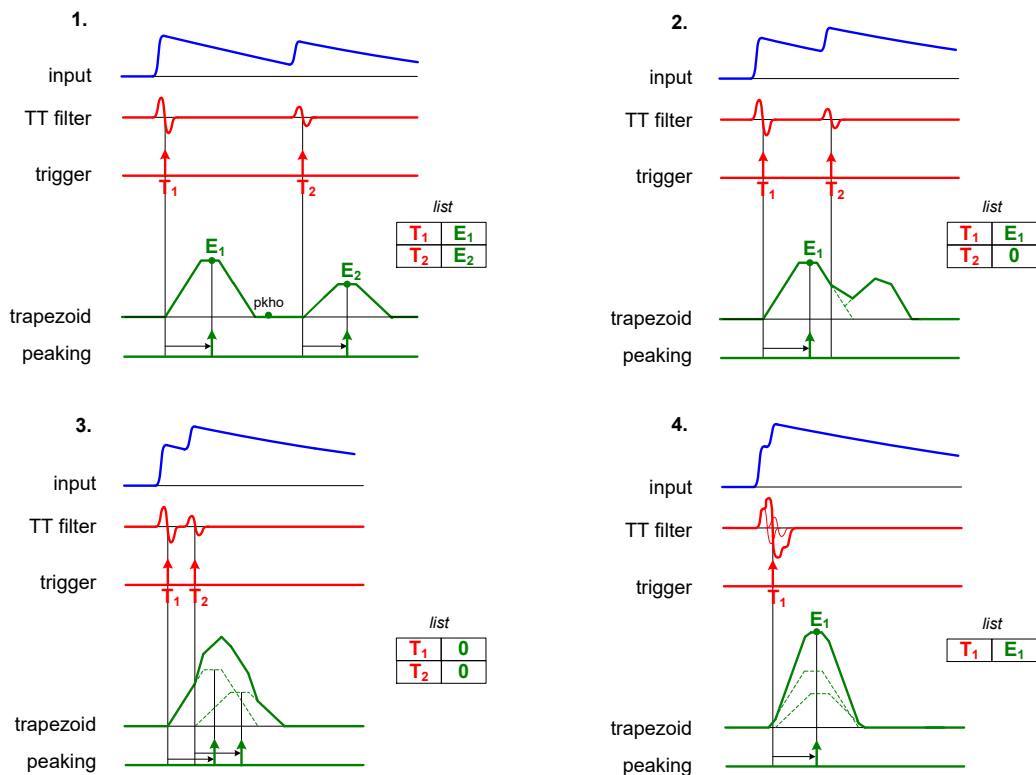 1.
input
TT filter
trigger
T₁ T₂
list
T₁ E₁
T₂ E₂
E₁
E₂
pkho
trapezoid
peaking
2.
input
TT filter
trigger
T₁ T₂
list
T₁ E₁
T₂ 0
E₁
trapezoid
peaking
3.
input
TT filter
trigger
T₁ T₂
list
T₁ 0
T₂ 0
trapezoid
peaking
4.
input
TT filter
trigger
T₁
list
T₁ E₁
E₁
trapezoid
peaking